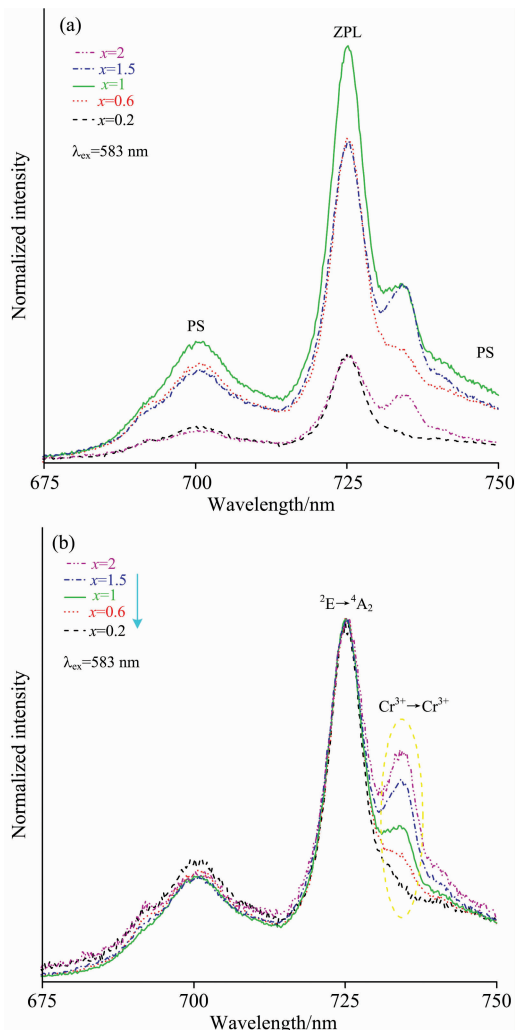 (a)
ZPL
x=2
x=1.5
x=1
x=0.6
x=0.2
λex=583 nm
PS
PS
Normalized intensity
675
700
725
750
Wavelength/nm
(b)
x=2
x=1.5
x=1
x=0.6
x=0.2
λex=583 nm
²E→⁴A₂
Cr³⁺→Cr³⁺
Normalized intensity
675
700
725
750
Wavelength/nm